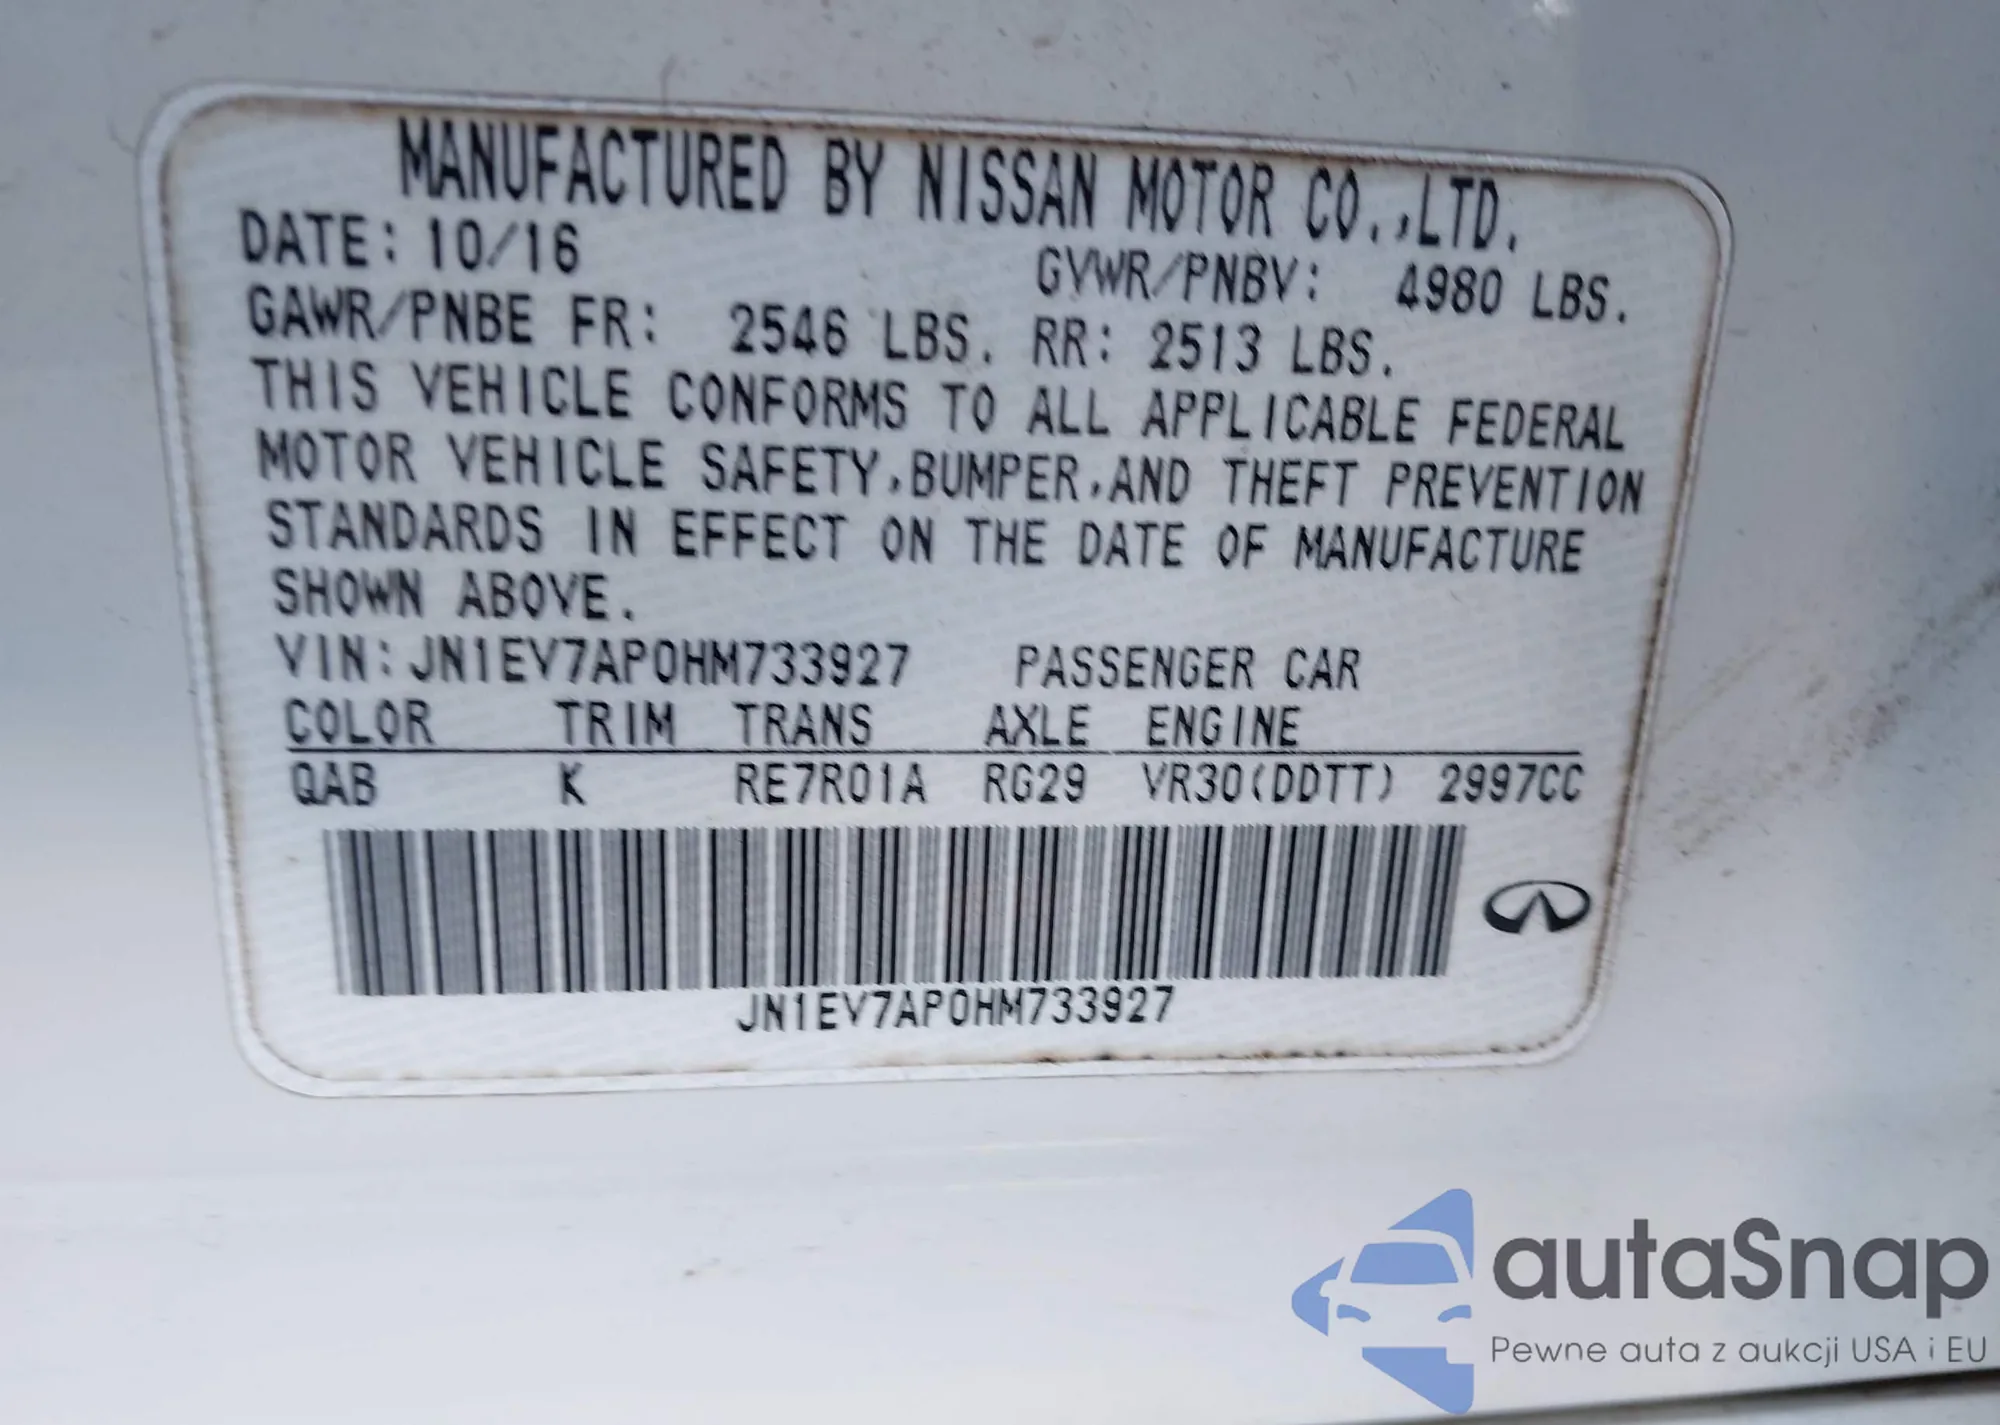 MANUFACTURED BY NISSAN MOTOR CO.,LTD.
DATE: 10/16 GVWR/PNBV: 4980 LBS.
GAWR/PNBE FR: 2546 LBS. RR: 2513 LBS.
THIS VEHICLE CONFORMS TO ALL APPLICABLE FEDERAL
MOTOR VEHICLE SAFETY,BUMPER,AND THEFT PREVENTION
STANDARDS IN EFFECT ON THE DATE OF MANUFACTURE
SHOWN ABOVE.
VIN:JN1EV7AP0HM733927 PASSENGER CAR
COLOR TRIM TRANS AXLE ENGINE
QAB K RE7R01A RG29 VR30(DDTT) 2997CC
JN1EV7AP0HM733927
autaSnap
Pewne auta z aukcji USA i EU